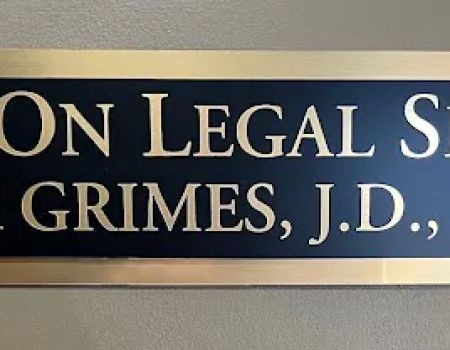 On Legal S
GRIMES, J.D.,